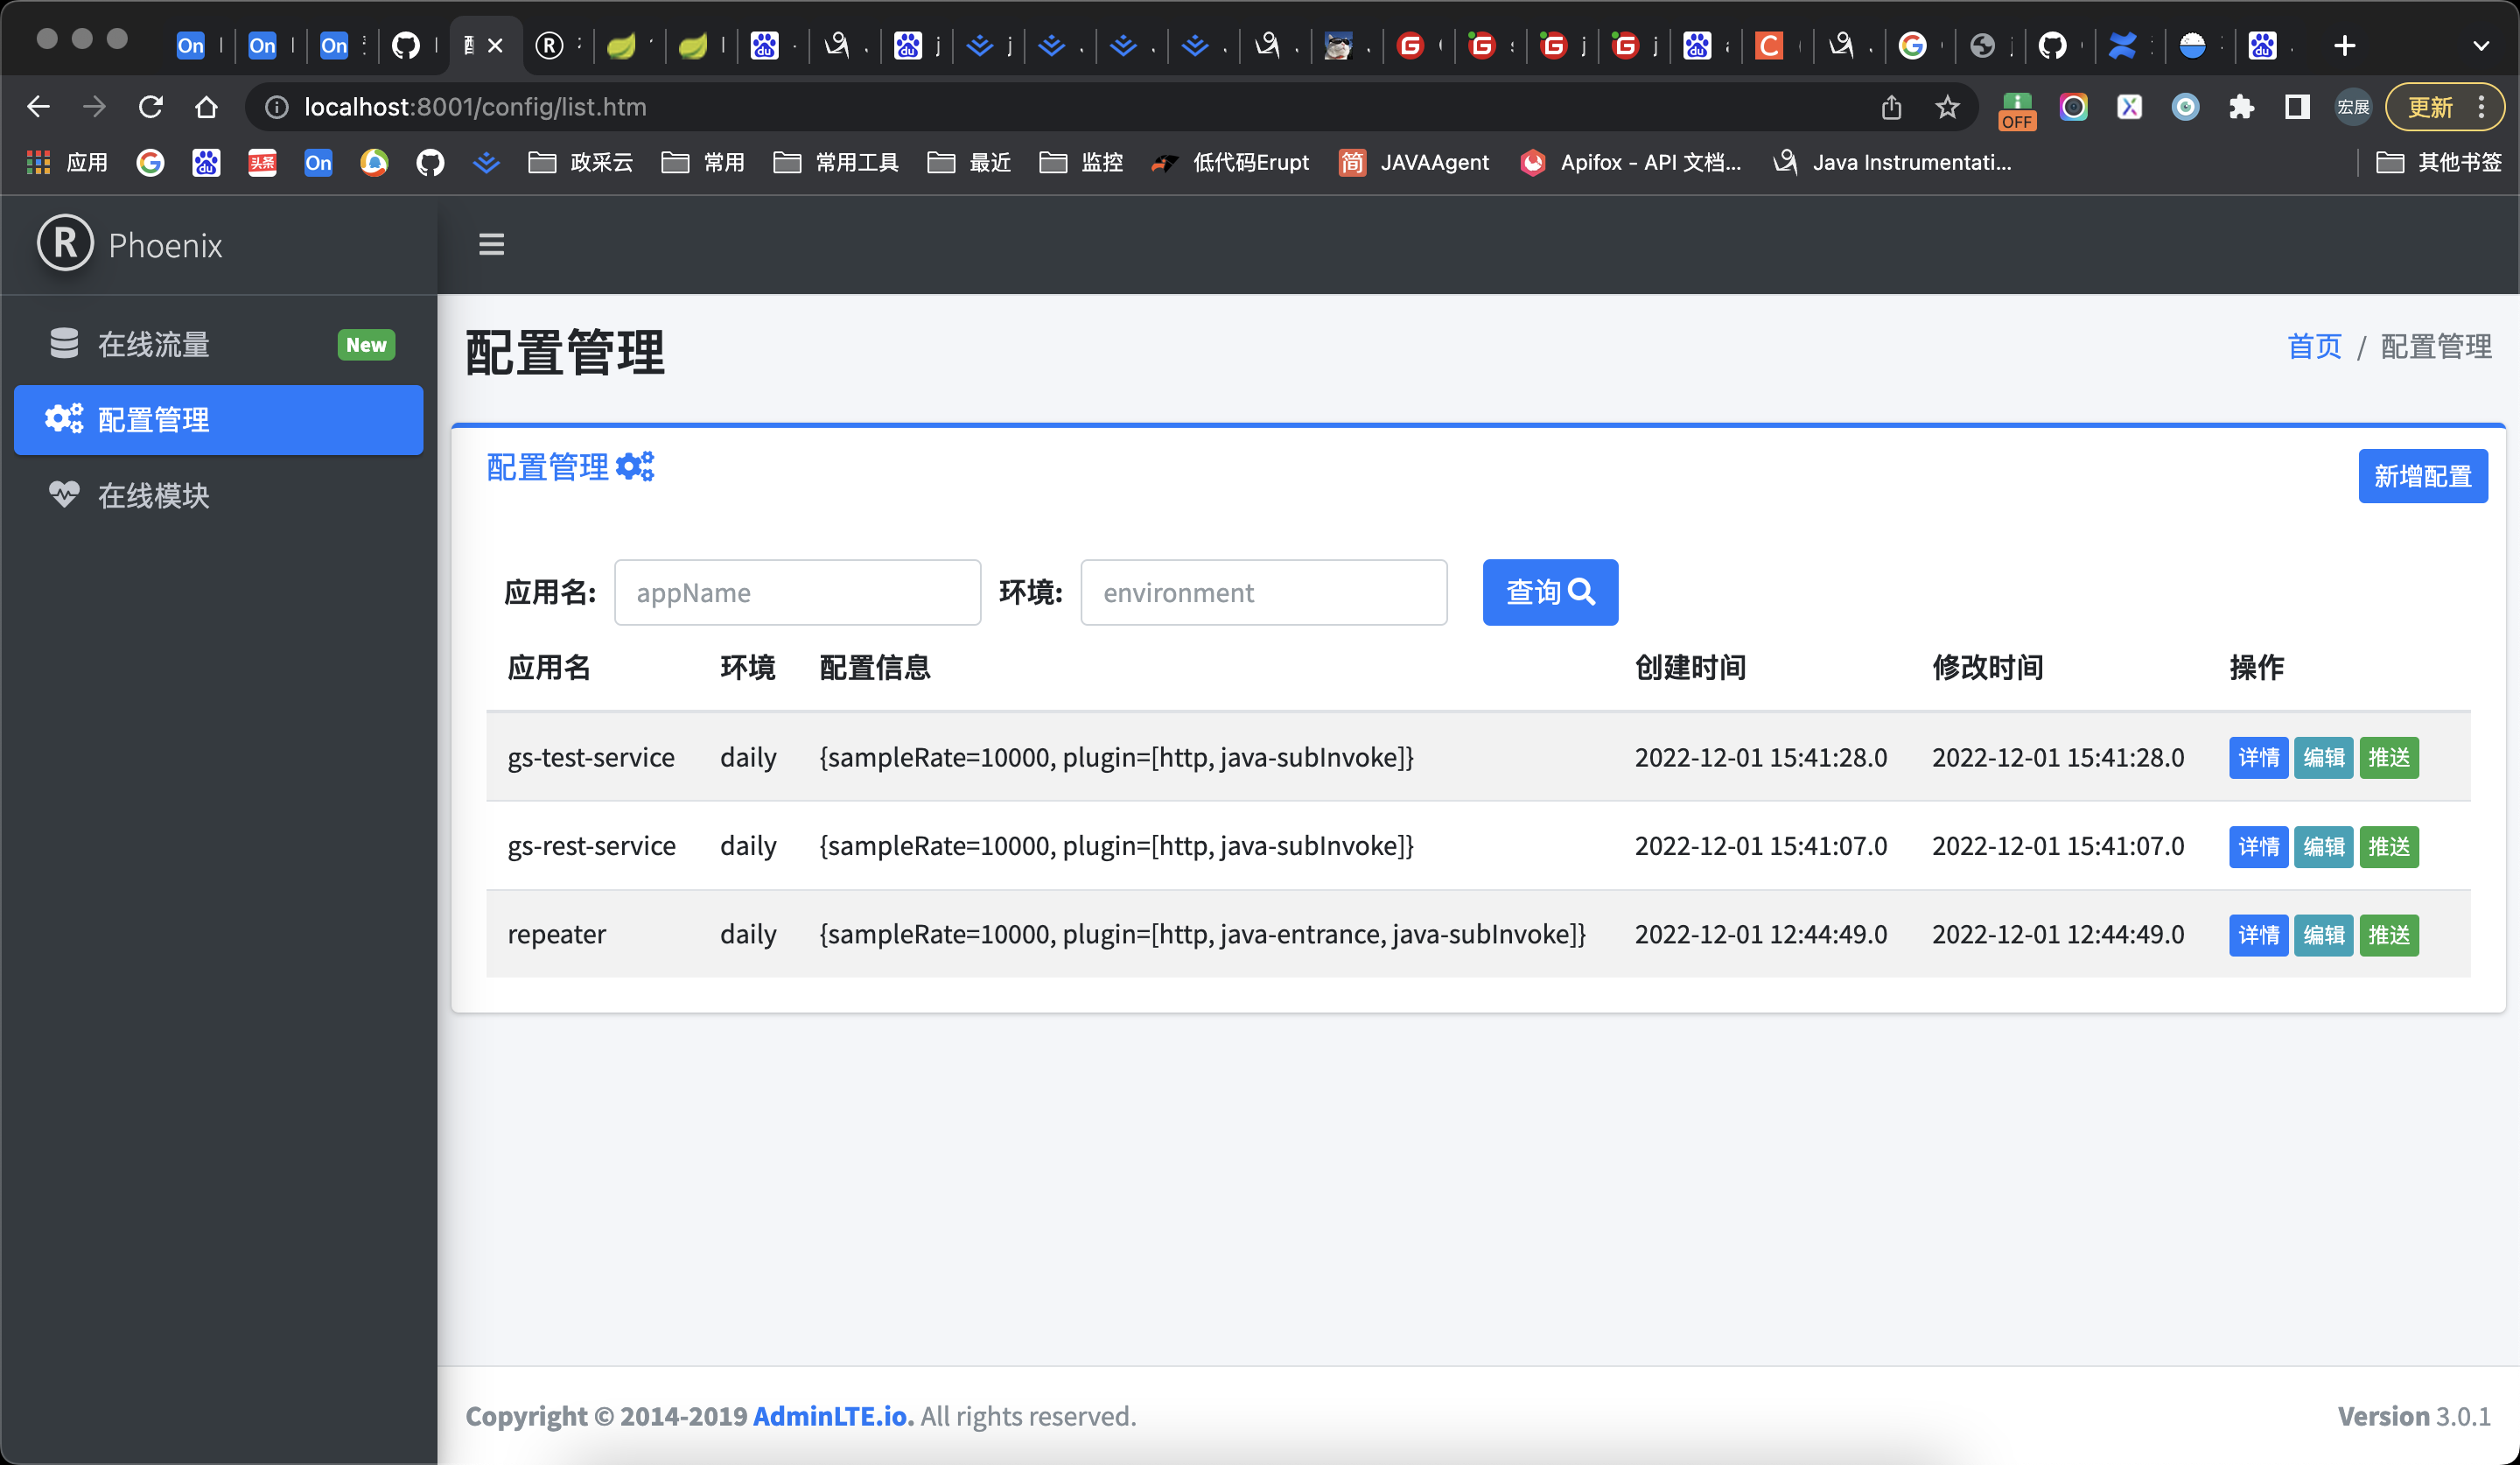 On On On
localhost:8001/config/list.htm OFF 宏展 更新
应用 头条 On 政采云 常用 常用工具 最近 监控 低代码Erupt 简 JAVAAgent Apifox - API 文档... Java Instrumentati... 其他书签
R Phoenix
在线流量 New
配置管理
在线模块
配置管理
首页 / 配置管理
配置管理
新增配置
应用名: appName 环境: environment 查询
应用名 环境 配置信息 创建时间 修改时间 操作
gs-test-service daily {sampleRate=10000, plugin=[http, java-subInvoke]} 2022-12-01 15:41:28.0 2022-12-01 15:41:28.0 详情 编辑 推送
gs-rest-service daily {sampleRate=10000, plugin=[http, java-subInvoke]} 2022-12-01 15:41:07.0 2022-12-01 15:41:07.0 详情 编辑 推送
repeater daily {sampleRate=10000, plugin=[http, java-entrance, java-subInvoke]} 2022-12-01 12:44:49.0 2022-12-01 12:44:49.0 详情 编辑 推送
Copyright © 2014-2019 AdminLTE.io. All rights reserved.
Version 3.0.1